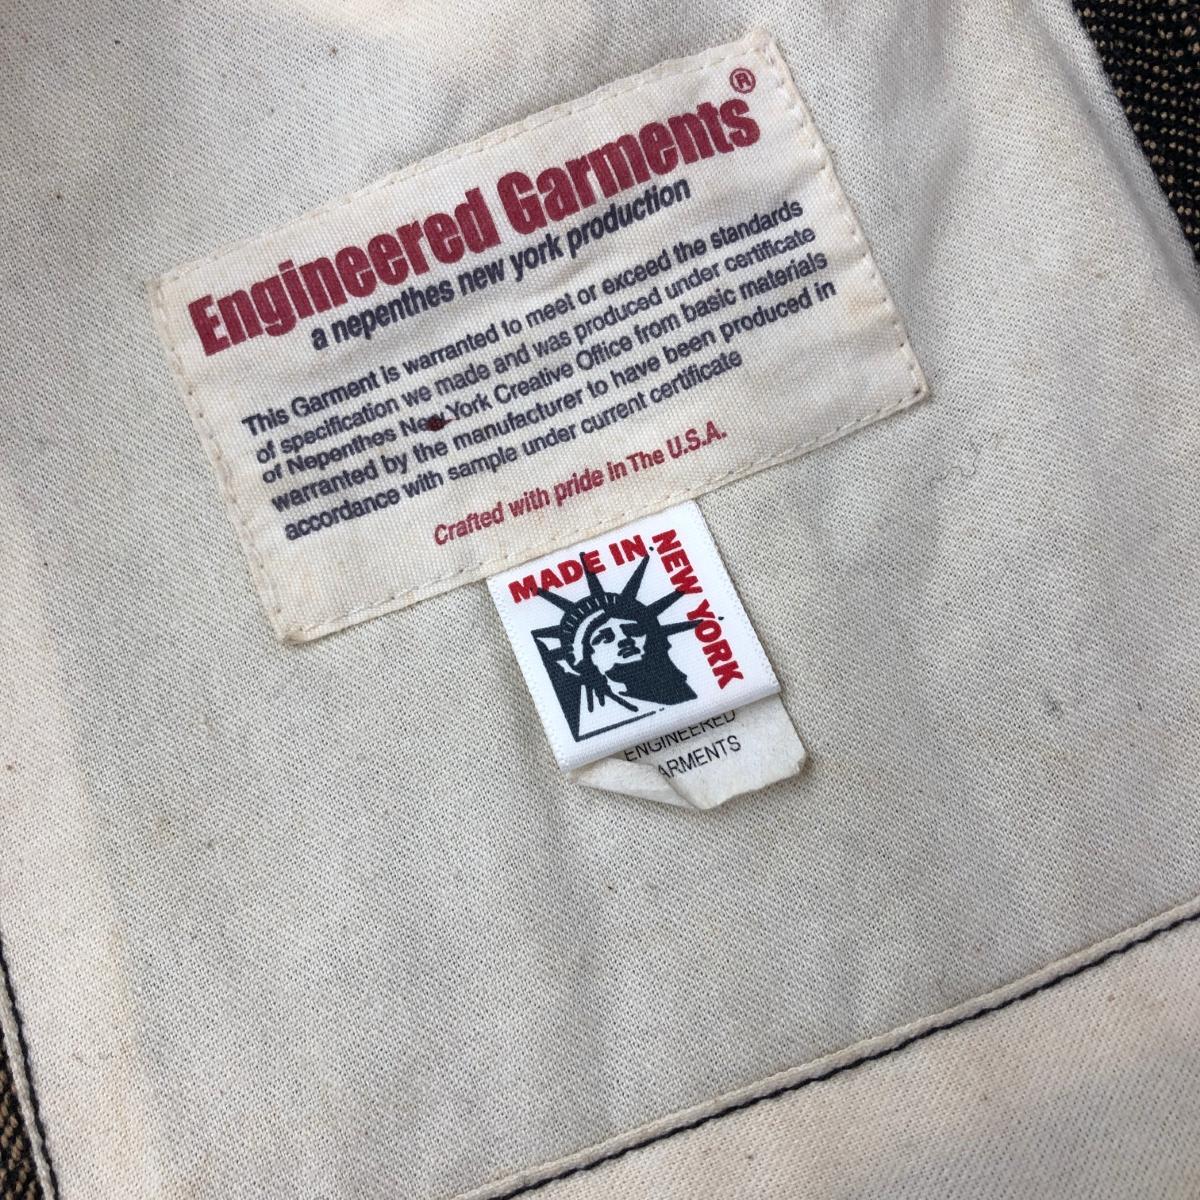 Engineered Garments®
a nepenthes new york production
This Garment is warranted to meet or exceed the standards
of specification we made and was produced under certificate
of Nepenthes New York Creative Office from basic materials
warranted by the manufacturer to have been produced in
accordance with sample under current certificate
Crafted with pride in The U.S.A.
MADE IN NEW YORK
ENGINEERED
ARMENTS